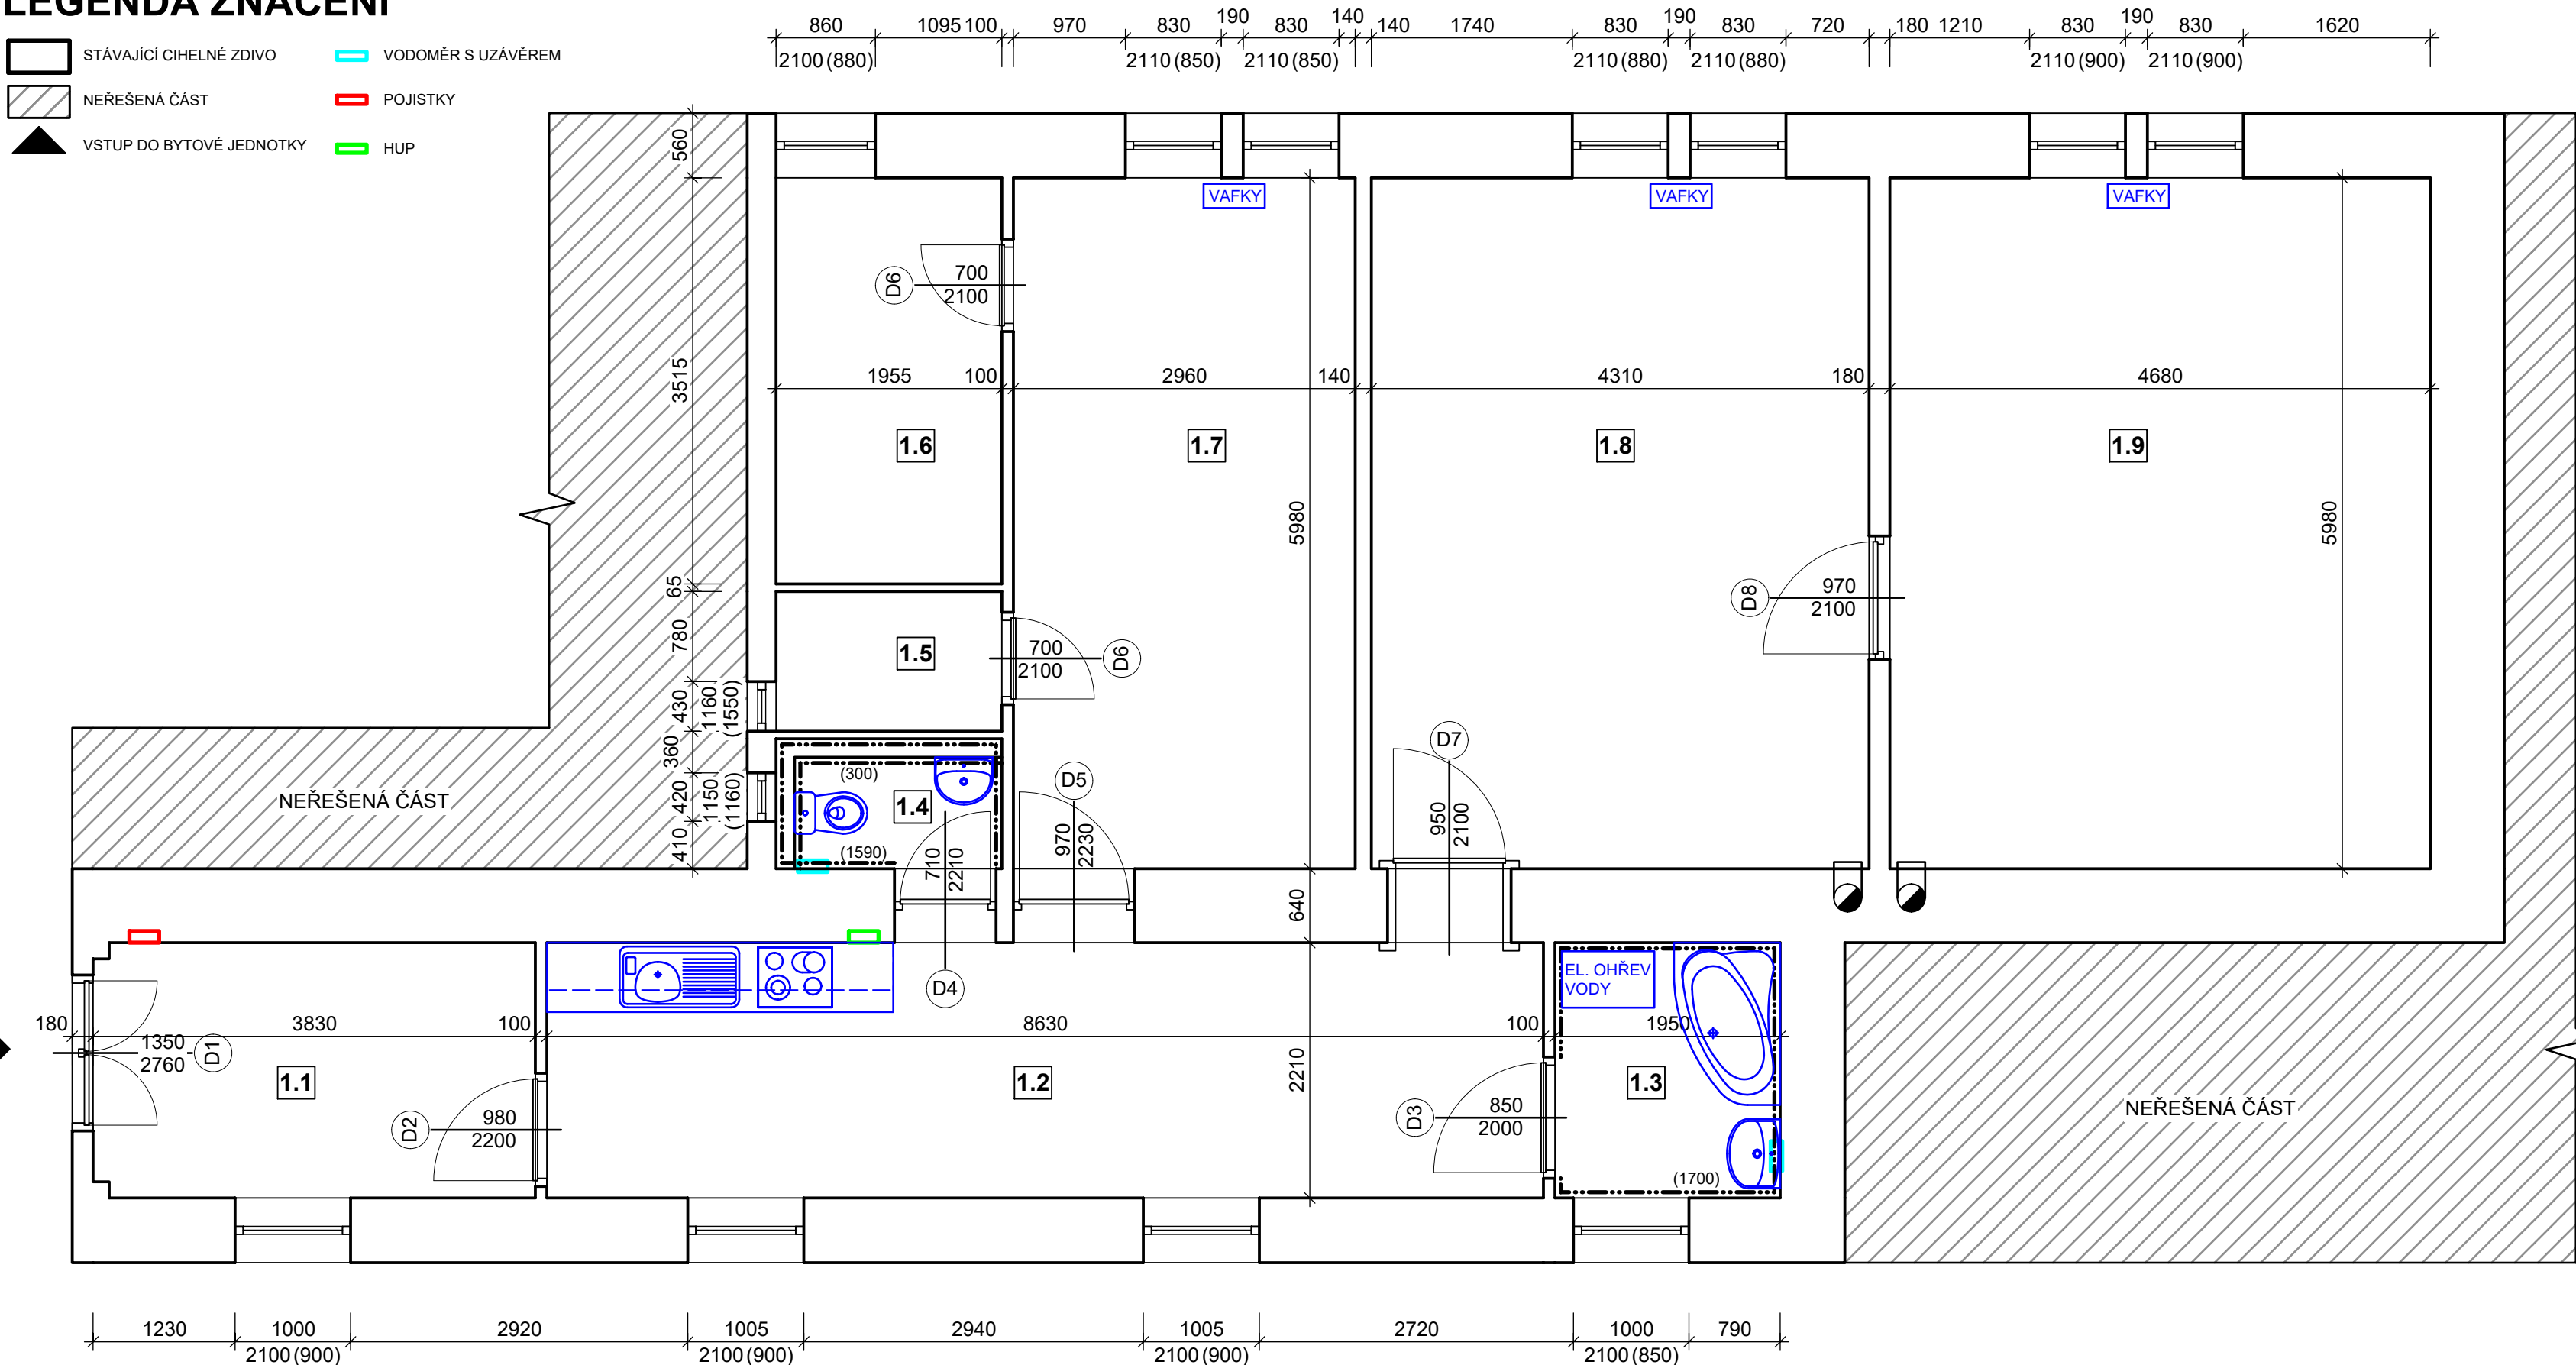 LEGENDA ZNAČENÍ
STÁVAJÍCÍ CIHELNÉ ZDIVO
VODOMĚR S UZÁVĚREM
NEŘEŠENÁ ČÁST
POJISTKY
VSTUP DO BYTOVÉ JEDNOTKY
HUP
860 1095 100 970 830 190 830 140 140 1740 830 190 830 720 180 1210 830 190 830 1620
2100 (880) 2110 (850) 2110 (850) 2110 (880) 2110 (880) 2110 (900) 2110 (900)
560
VAFKY VAFKY VAFKY
D6 700
2100
3515
1955 100 2960 140 4310 180 4680
1.6 1.7 1.8 1.9
5980 5980
65
780
D8 970
2100
1.5
700 D6
2100
430 1160 (1550)
360
D7
420 1150 (1160)
(300)
1.4
D5
NEŘEŠENÁ ČÁST
950 2100
970 2230
(1590)
410
710 2210
640
EL. OHŘEV
VODY
D4
180 3830 100 8630 100 1950
1350 D1
2760
1.1 1.2 2210 1.3
D2 980
2200
D3 850
2000
NEŘEŠENÁ ČÁST
(1700)
1230 1000 2920 1005 2940 1005 2720 1000 790
2100 (900) 2100 (900) 2100 (900) 2100 (850)